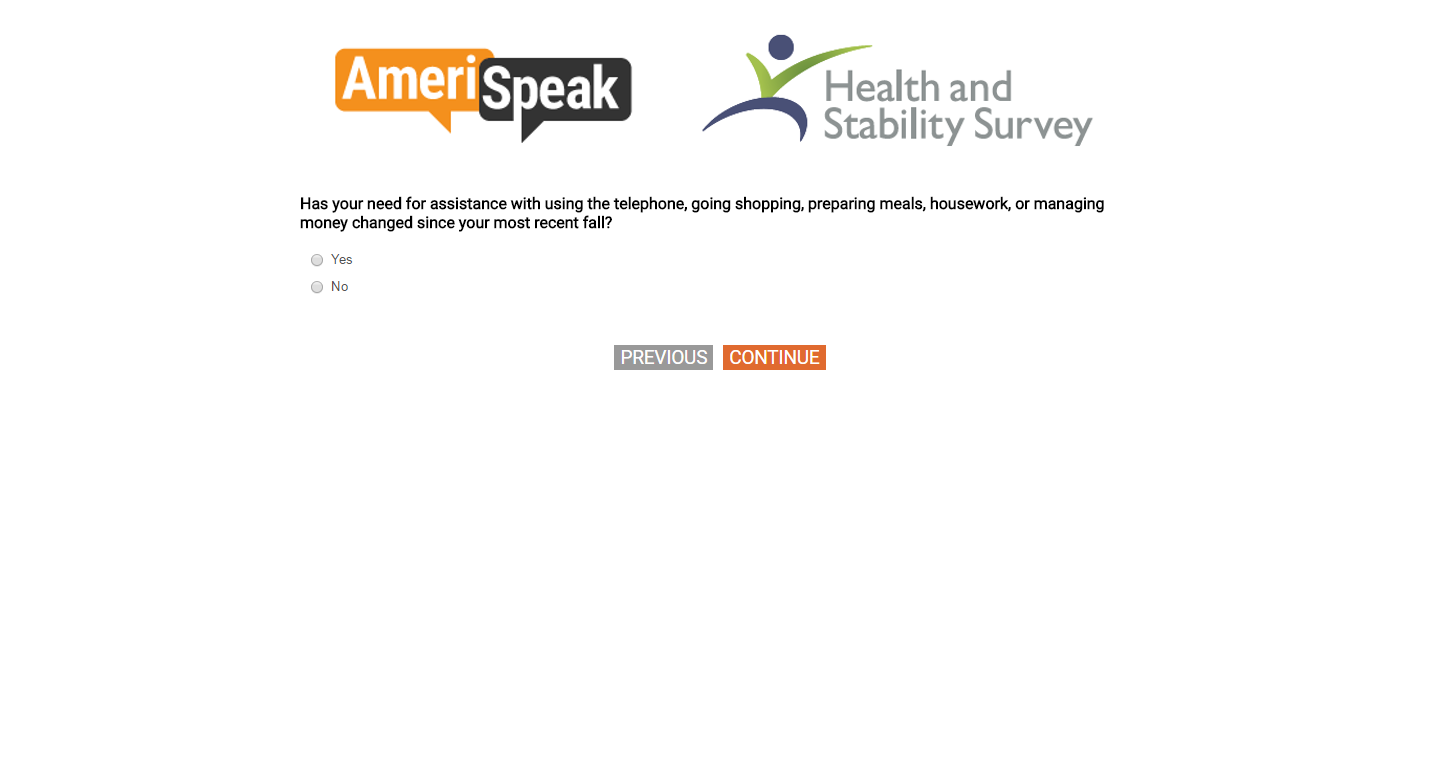 AmeriSpeak
Health and
Stability Survey
Has your need for assistance with using the telephone, going shopping, preparing meals, housework, or managing
money changed since your most recent fall?
Yes
No
PREVIOUS CONTINUE